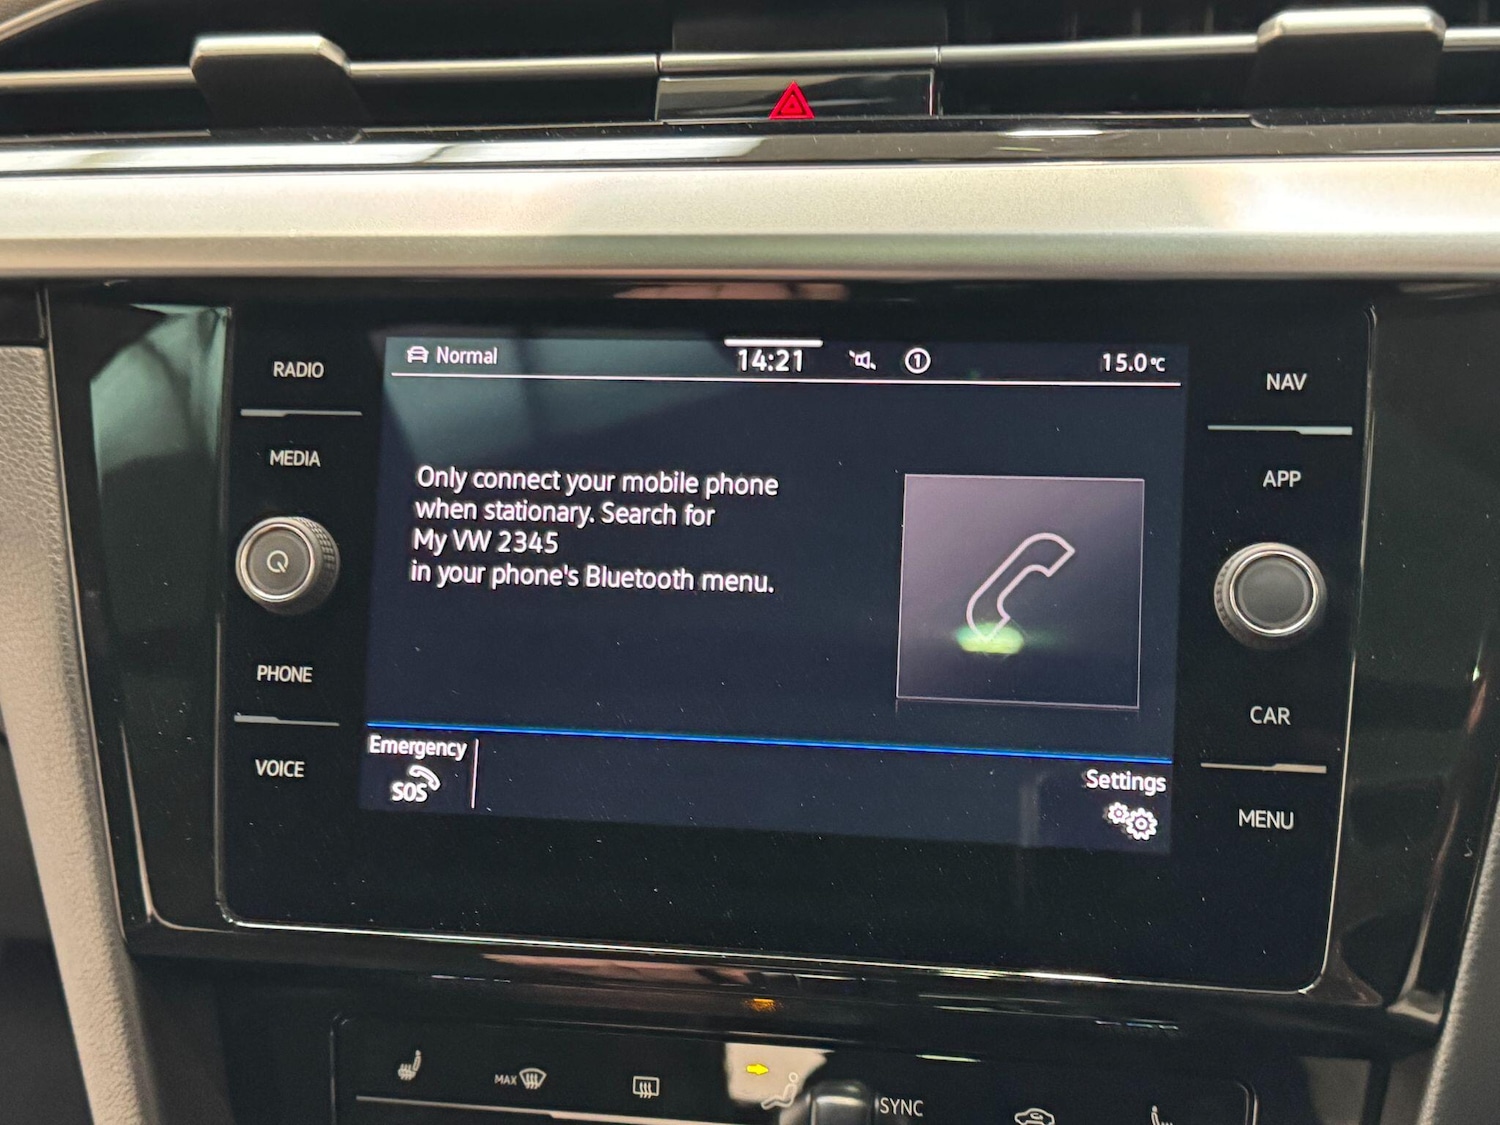 RADIO
MEDIA
PHONE
VOICE
Normal
14:21
1
15.0°C
Only connect your mobile phone
when stationary. Search for
My VW 2345
in your phone's Bluetooth menu.
Emergency
SOS
Settings
NAV
APP
CAR
MENU
MAX
SYNC